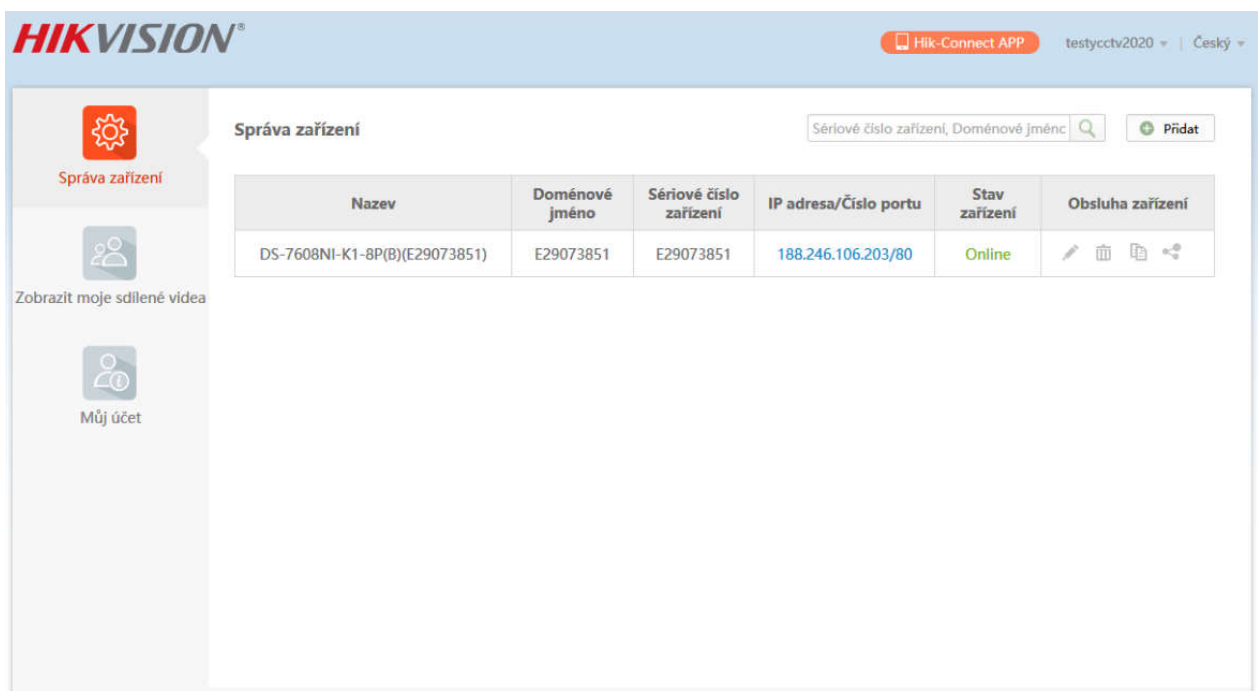 HIKVISION®
Hik-Connect APP
testycctv2020
Český
Správa zařízení
Zobrazit moje sdílené videa
Můj účet
Správa zařízení
Sériové číslo zařízení, Doménové jménc
Přidat
Nazev
Doménové
jméno
Sériové číslo
zařízení
IP adresa/Číslo portu
Stav
zařízení
Obsluha zařízení
DS-7608NI-K1-8P(B)(E29073851)
E29073851
E29073851
188.246.106.203/80
Online